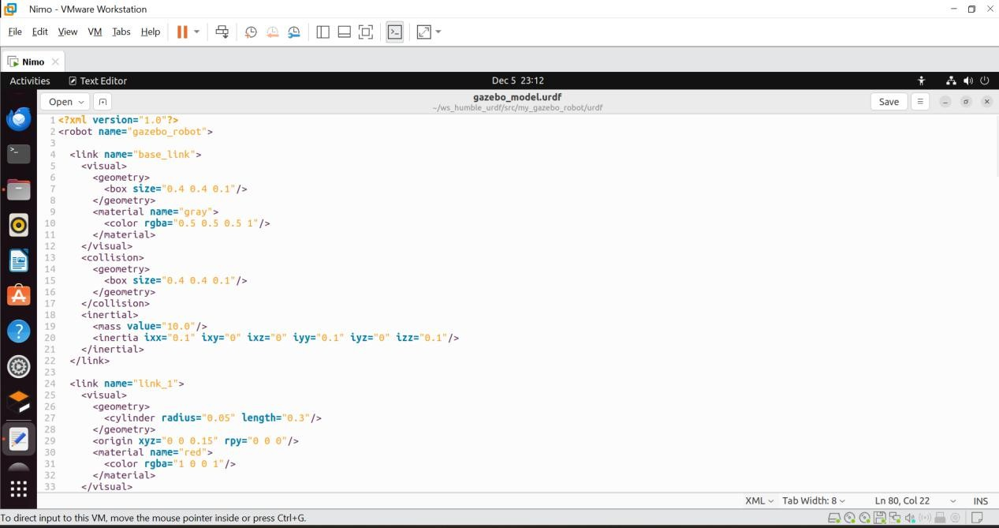 Nimo - VMware Workstation
File Edit View VM Tabs Help
Nimo
Activities Text Editor Dec 5 23:12
Open gazebo_model.urdf Save
~/ws_humble_urdf/src/my_gazebo_robot/urdf
1 <?xml version="1.0"?>
2 <robot name="gazebo_robot">
3
4 <link name="base_link">
5 <visual>
6 <geometry>
7 <box size="0.4 0.4 0.1"/>
8 </geometry>
9 <material name="gray">
10 <color rgba="0.5 0.5 0.5 1"/>
11 </material>
12 </visual>
13 <collision>
14 <geometry>
15 <box size="0.4 0.4 0.1"/>
16 </geometry>
17 </collision>
18 <inertial>
19 <mass value="10.0"/>
20 <inertia ixx="0.1" ixy="0" ixz="0" iyy="0.1" iyz="0" izz="0.1"/>
21 </inertial>
22 </link>
23
24 <link name="link_1">
25 <visual>
26 <geometry>
27 <cylinder radius="0.05" length="0.3"/>
28 </geometry>
29 <origin xyz="0 0 0.15" rpy="0 0 0"/>
30 <material name="red">
31 <color rgba="1 0 0 1"/>
32 </material>
33 </visual>
XML Tab Width: 8 Ln 80, Col 22 INS
To direct input to this VM, move the mouse pointer inside or press Ctrl+G.